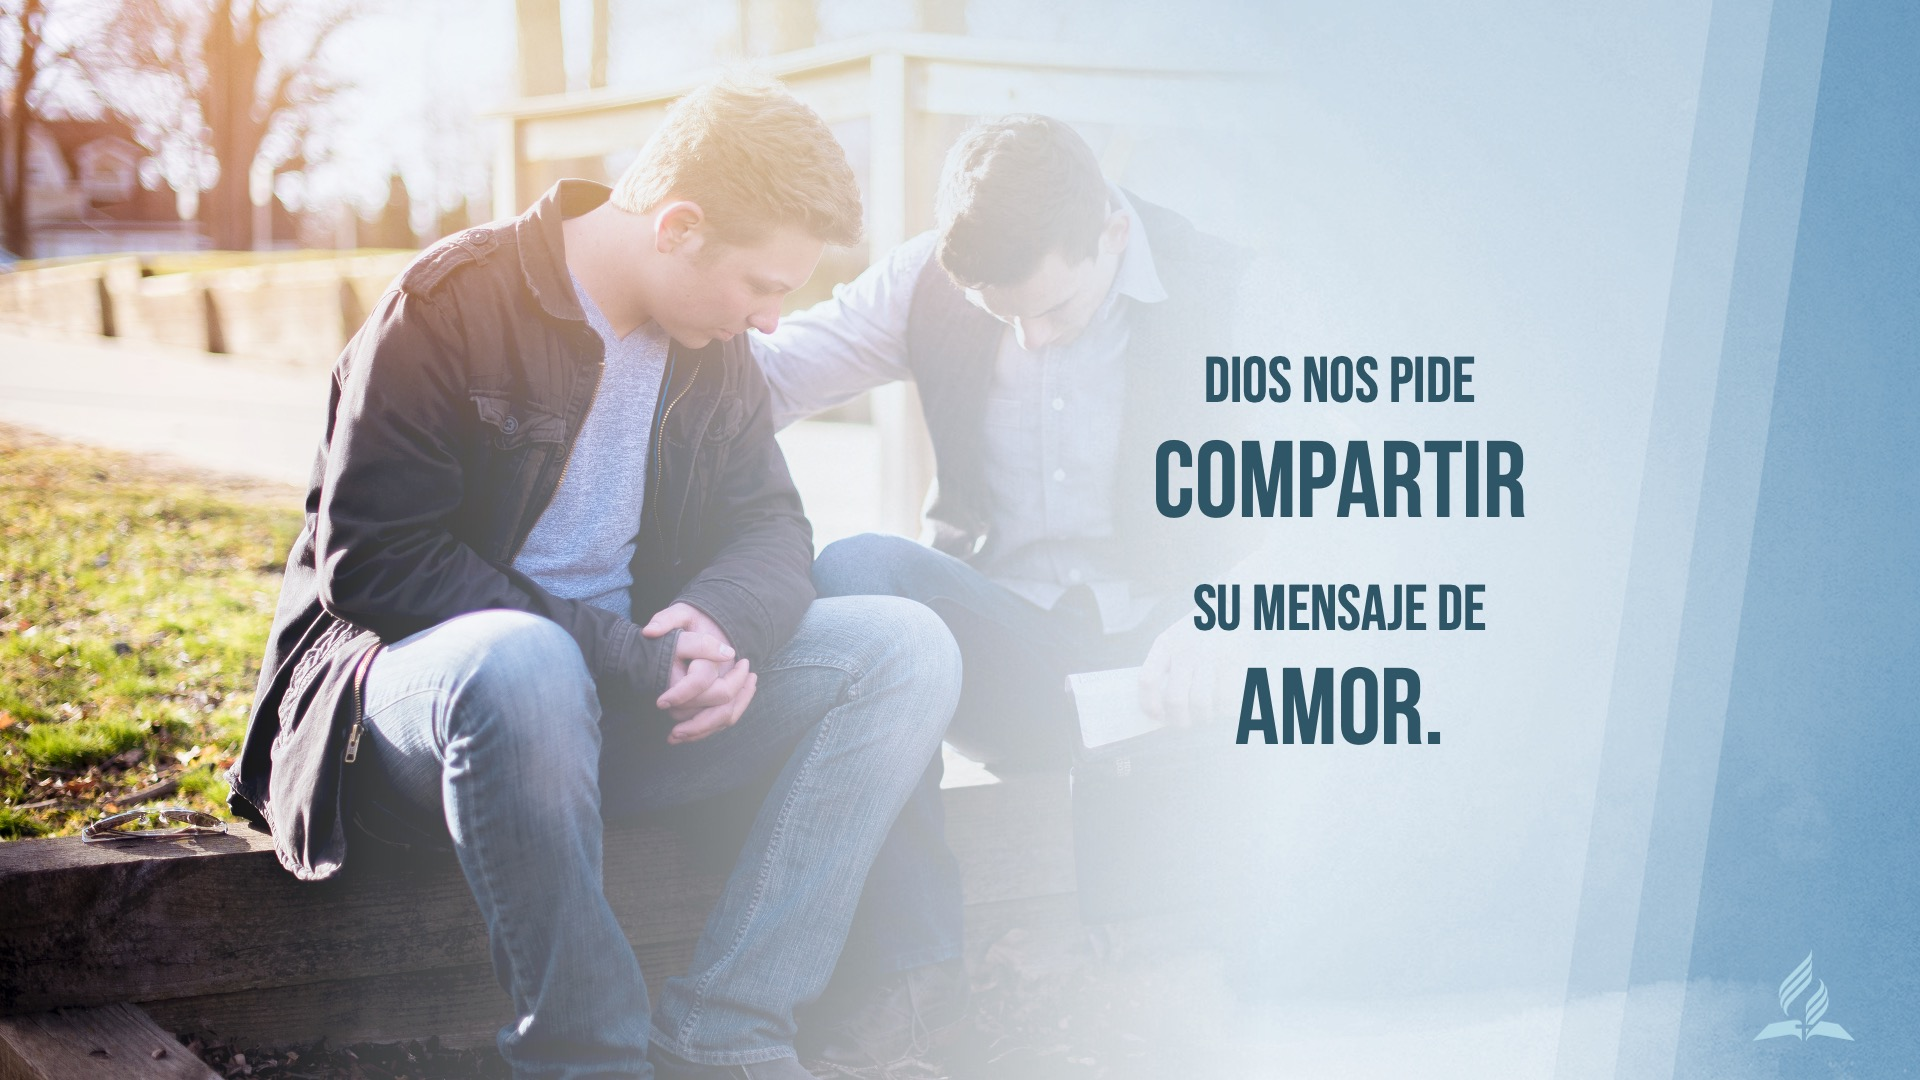 DIOS NOS PIDE
COMPARTIR
SU MENSAJE DE
AMOR.